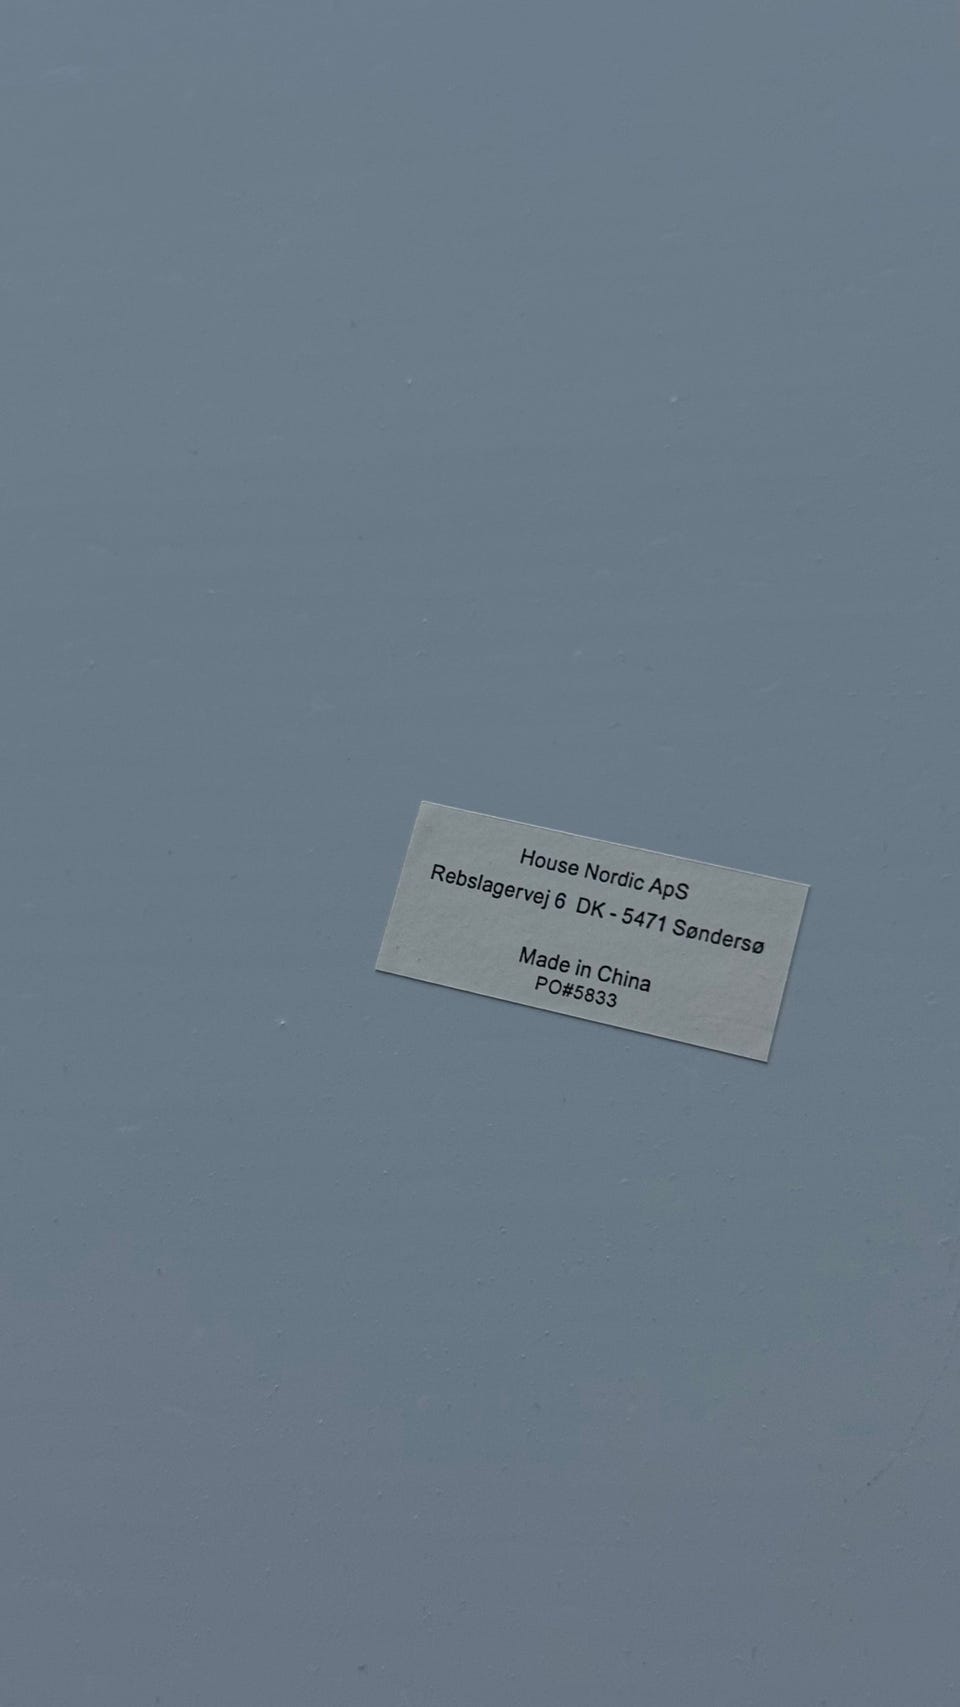 House Nordic ApS
Rebslagervej 6 DK - 5471 Søndersø
Made in China
PO#5833